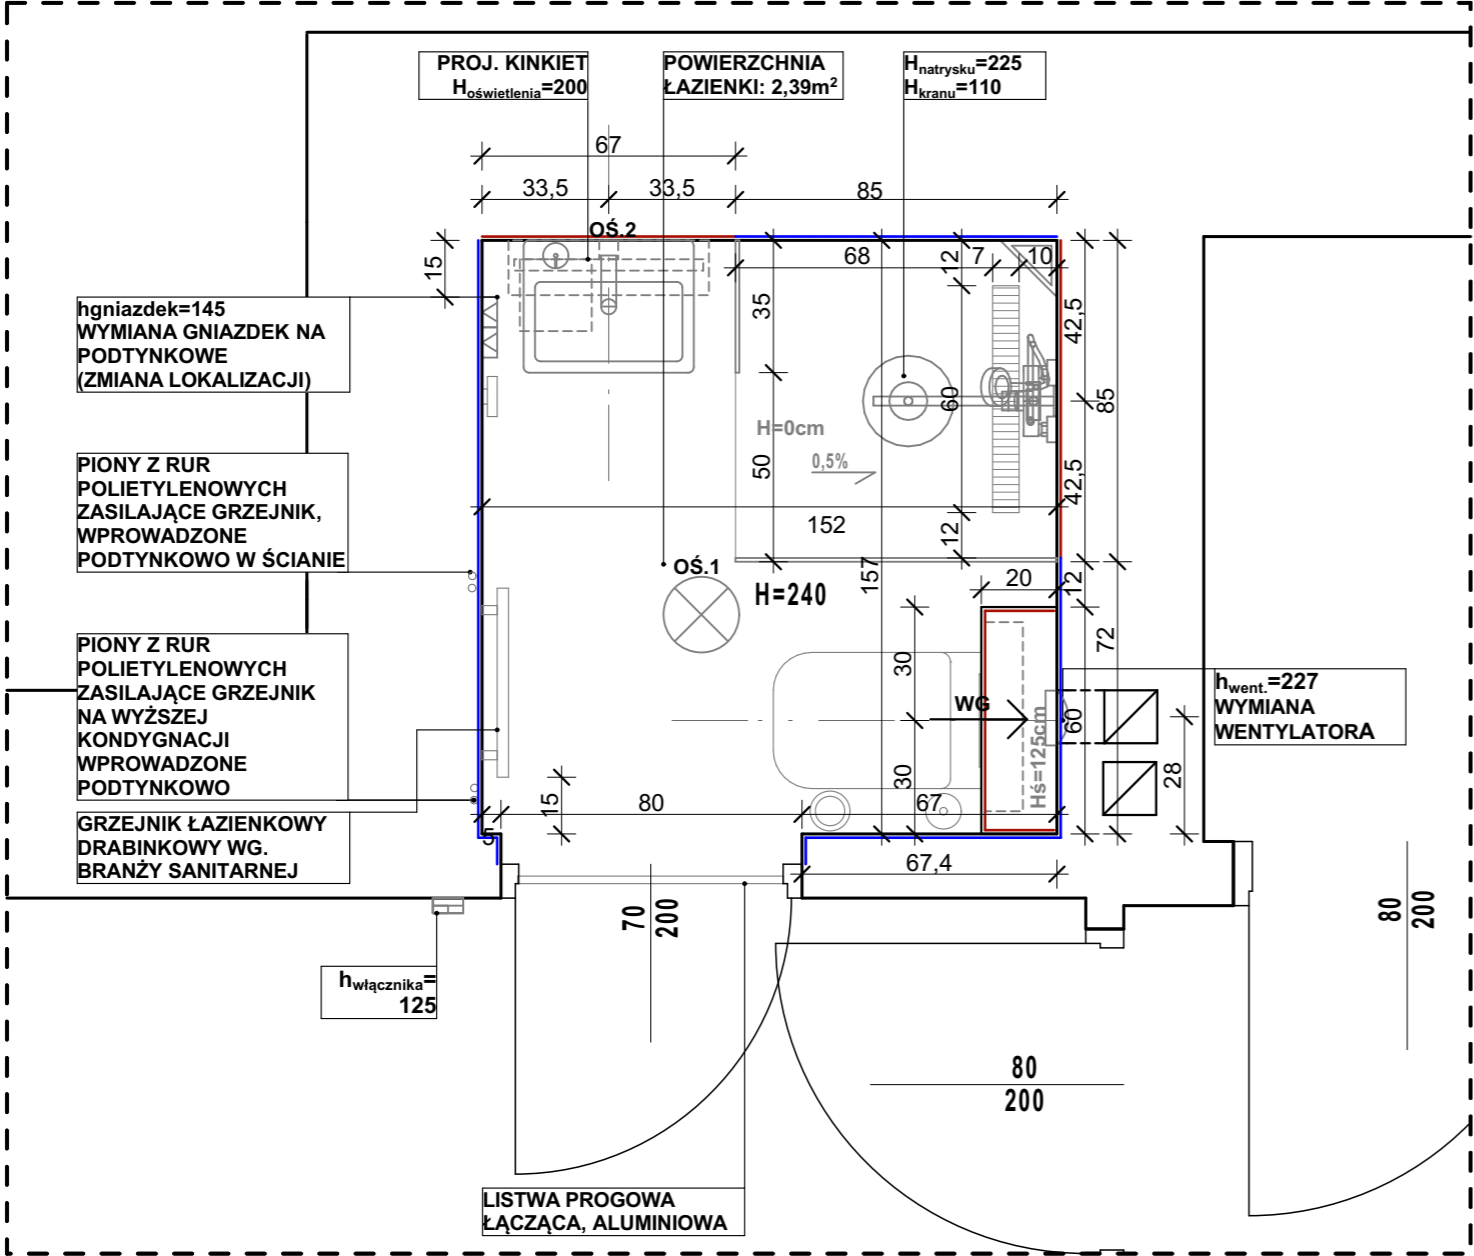 PROJ. KINKIET
Hoświetlenia=200
POWIERZCHNIA
ŁAZIENKI: 2,39m²
Hnatrysku=225
Hkranu=110
67
33,5
33,5
85
OŚ.2
15
68
12
7
10
35
42,5
hgniazdek=145
WYMIANA GNIAZDEK NA
PODTYNKOWE
(ZMIANA LOKALIZACJI)
60
85
H=0cm
0,5%
50
42,5
PIONY Z RUR
POLIETYLENOWYCH
ZASILAJĄCE GRZEJNIK,
WPROWADZONE
PODTYNKOWO W ŚCIANIE
152
12
OŚ.1
H=240
157
20
12
72
PIONY Z RUR
POLIETYLENOWYCH
ZASILAJĄCE GRZEJNIK
NA WYŻSZEJ
KONDYGNACJI
WPROWADZONE
PODTYNKOWO
30
WG
60
Hś=125cm
hwent.=227
WYMIANA
WENTYLATORA
30
28
15
80
67
5
GRZEJNIK ŁAZIENKOWY
DRABINKOWY WG.
BRANŻY SANITARNEJ
67,4
70
200
80
200
hwłącznika=
125
80
200
LISTWA PROGOWA
ŁĄCZĄCA, ALUMINIOWA